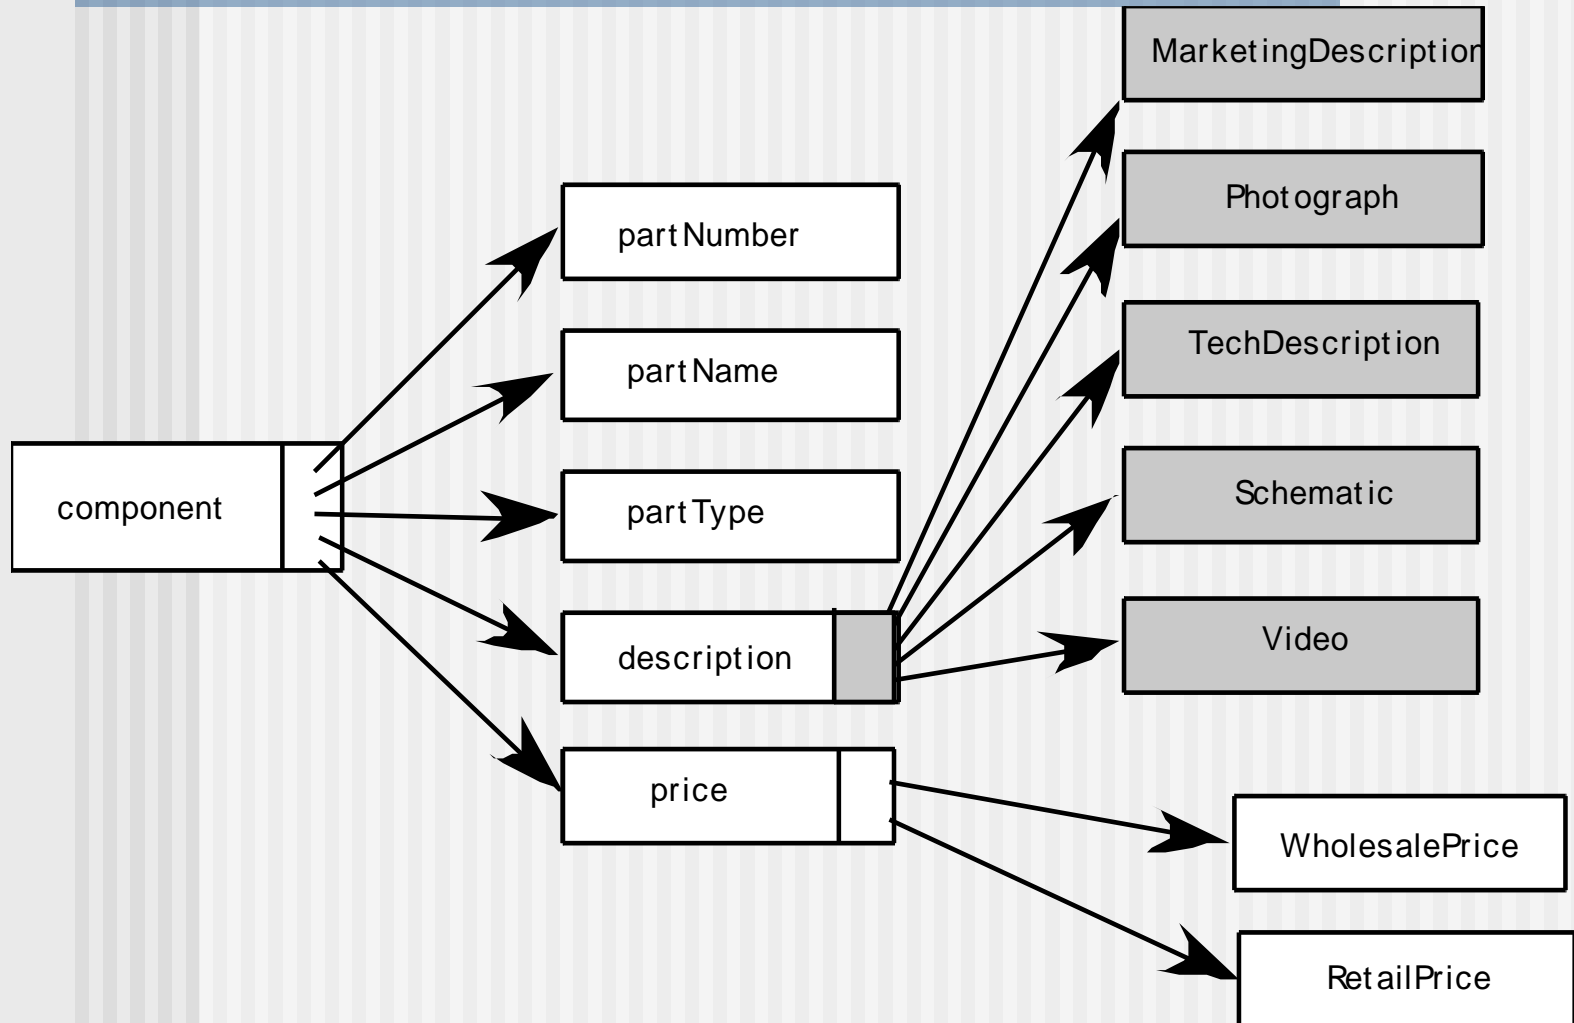 MarketingDescription
Photograph
partNumber
TechDescription
partName
Schematic
component
partType
Video
description
price
WholesalePrice
RetailPrice